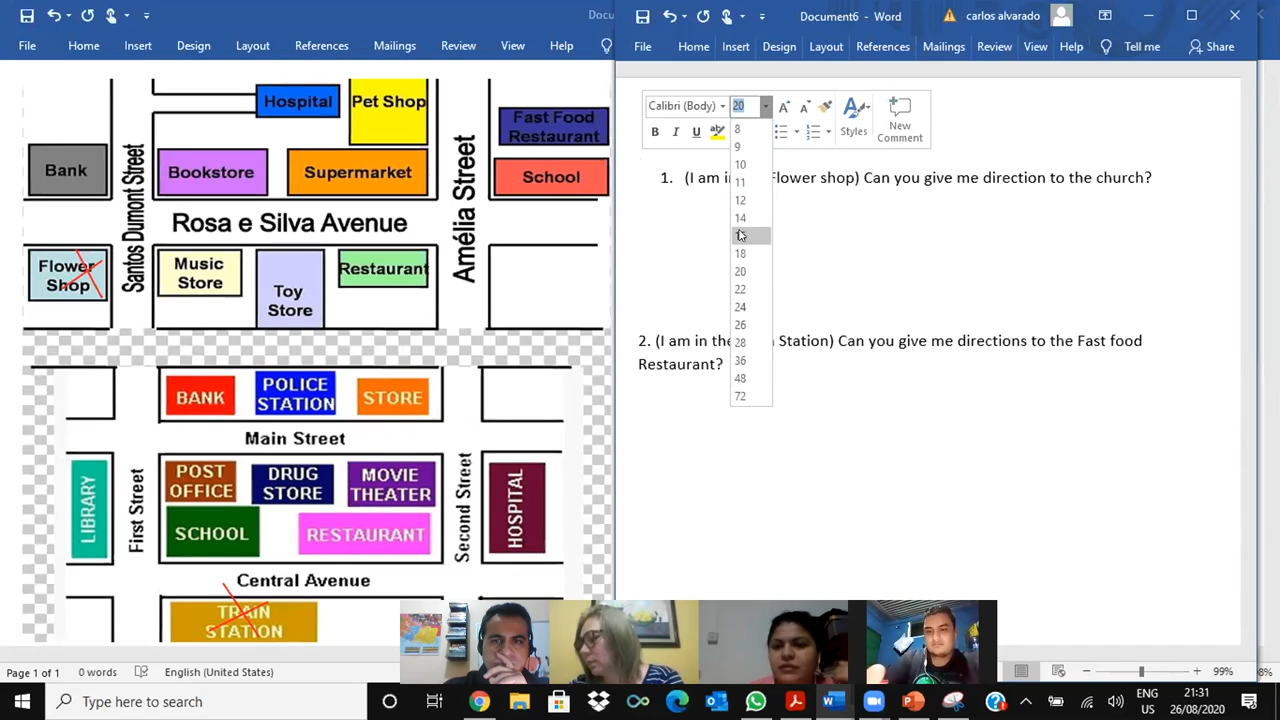 Docu
File Home Insert Design Layout References Mailings Review View Help
Hospital
Pet Shop
Fast Food
Restaurant
Bank
Bookstore
Supermarket
School
Santos Dumont Street
Rosa e Silva Avenue
Amélia Street
Flower
Shop
Music
Store
Toy
Store
Restaurant
BANK
POLICE
STATION
STORE
Main Street
LIBRARY
First Street
POST
OFFICE
DRUG
STORE
MOVIE
THEATER
SCHOOL
RESTAURANT
Second Street
HOSPITAL
Central Avenue
TRAIN
STATION
Page 1 of 1 0 words English (United States)
Document6 - Word carlos alvarado
File Home Insert Design Layout References Mailings Review View Help Tell me Share
Calibri (Body) 20
B I U ab Styles New
Comment
8
9
10
11
12
14
18
20
22
24
26
28
36
48
72
1. (I am in Flower shop) Can you give me direction to the church?
2. (I am in the Station) Can you give me directions to the Fast food
Restaurant?
99% 8%
Type here to search
ENG
US
21:31
26/08/2020